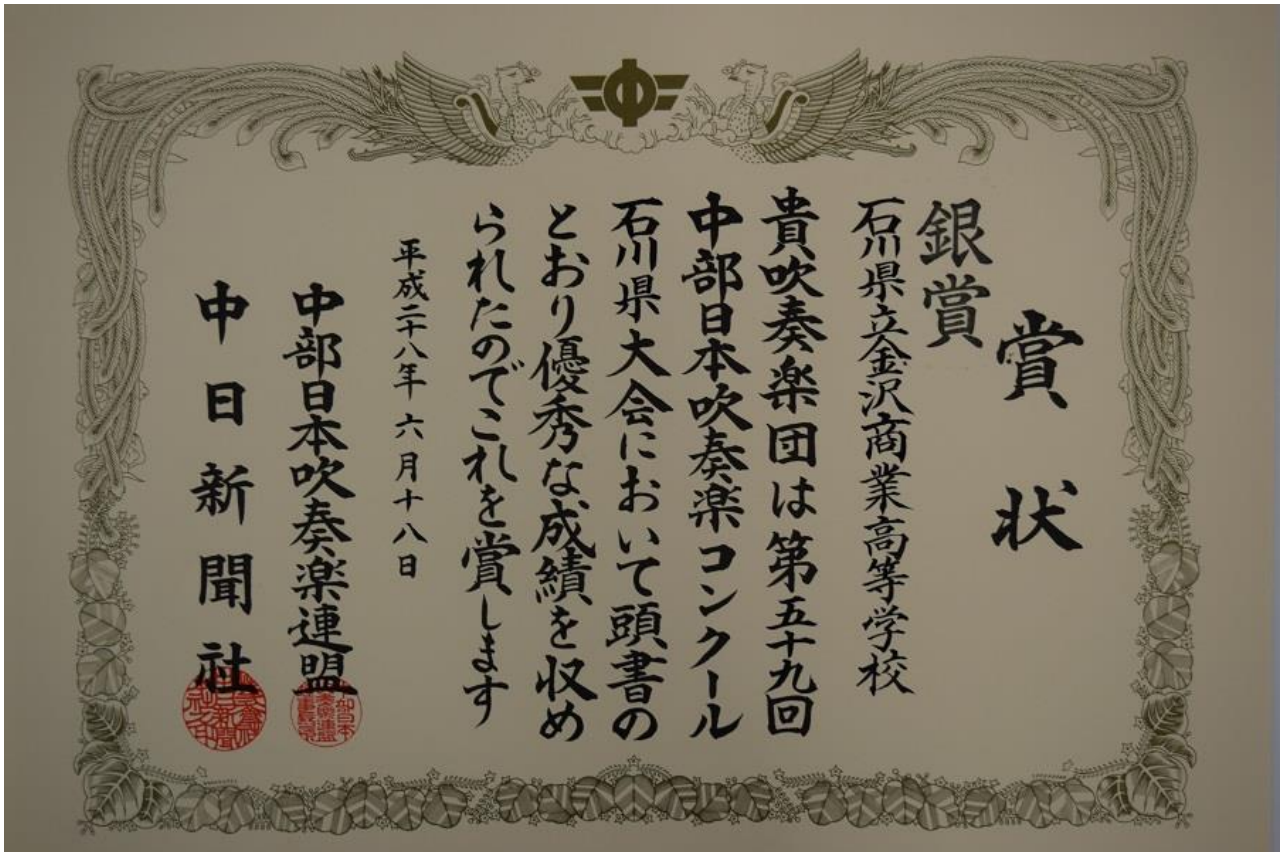 賞状
銀賞
石川県立金沢商業高等学校
貴吹奏楽団は第五十九回
中部日本吹奏楽コンクール
石川県大会において頭書の
とおり優秀な成績を収め
られたのでこれを賞します
平成二十八年六月十八日
中部日本吹奏楽連盟
中日新聞社